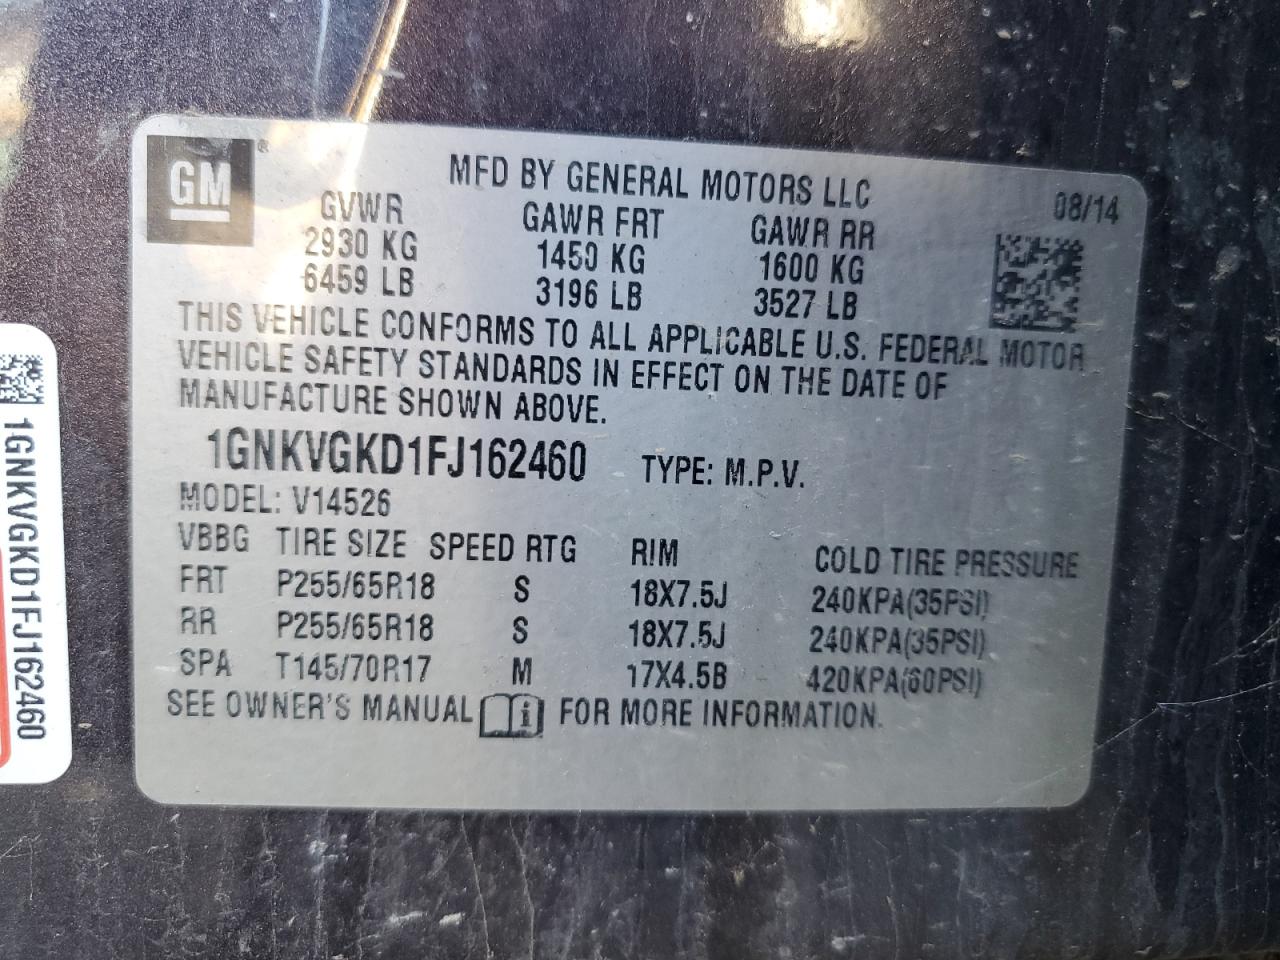 GM
MFD BY GENERAL MOTORS LLC
08/14
GVWR GAWR FRT GAWR RR
2930 KG 1450 KG 1600 KG
6459 LB 3196 LB 3527 LB
THIS VEHICLE CONFORMS TO ALL APPLICABLE U.S. FEDERAL MOTOR
VEHICLE SAFETY STANDARDS IN EFFECT ON THE DATE OF
MANUFACTURE SHOWN ABOVE.
1GNKVGKD1FJ162460 TYPE: M.P.V.
MODEL: V14526
VBBG TIRE SIZE SPEED RTG RIM COLD TIRE PRESSURE
FRT P255/65R18 S 18X7.5J 240KPA(35PSI)
RR P255/65R18 S 18X7.5J 240KPA(35PSI)
SPA T145/70R17 M 17X4.5B 420KPA(60PSI)
SEE OWNER'S MANUAL i FOR MORE INFORMATION.
1GNKVGKD1FJ162460